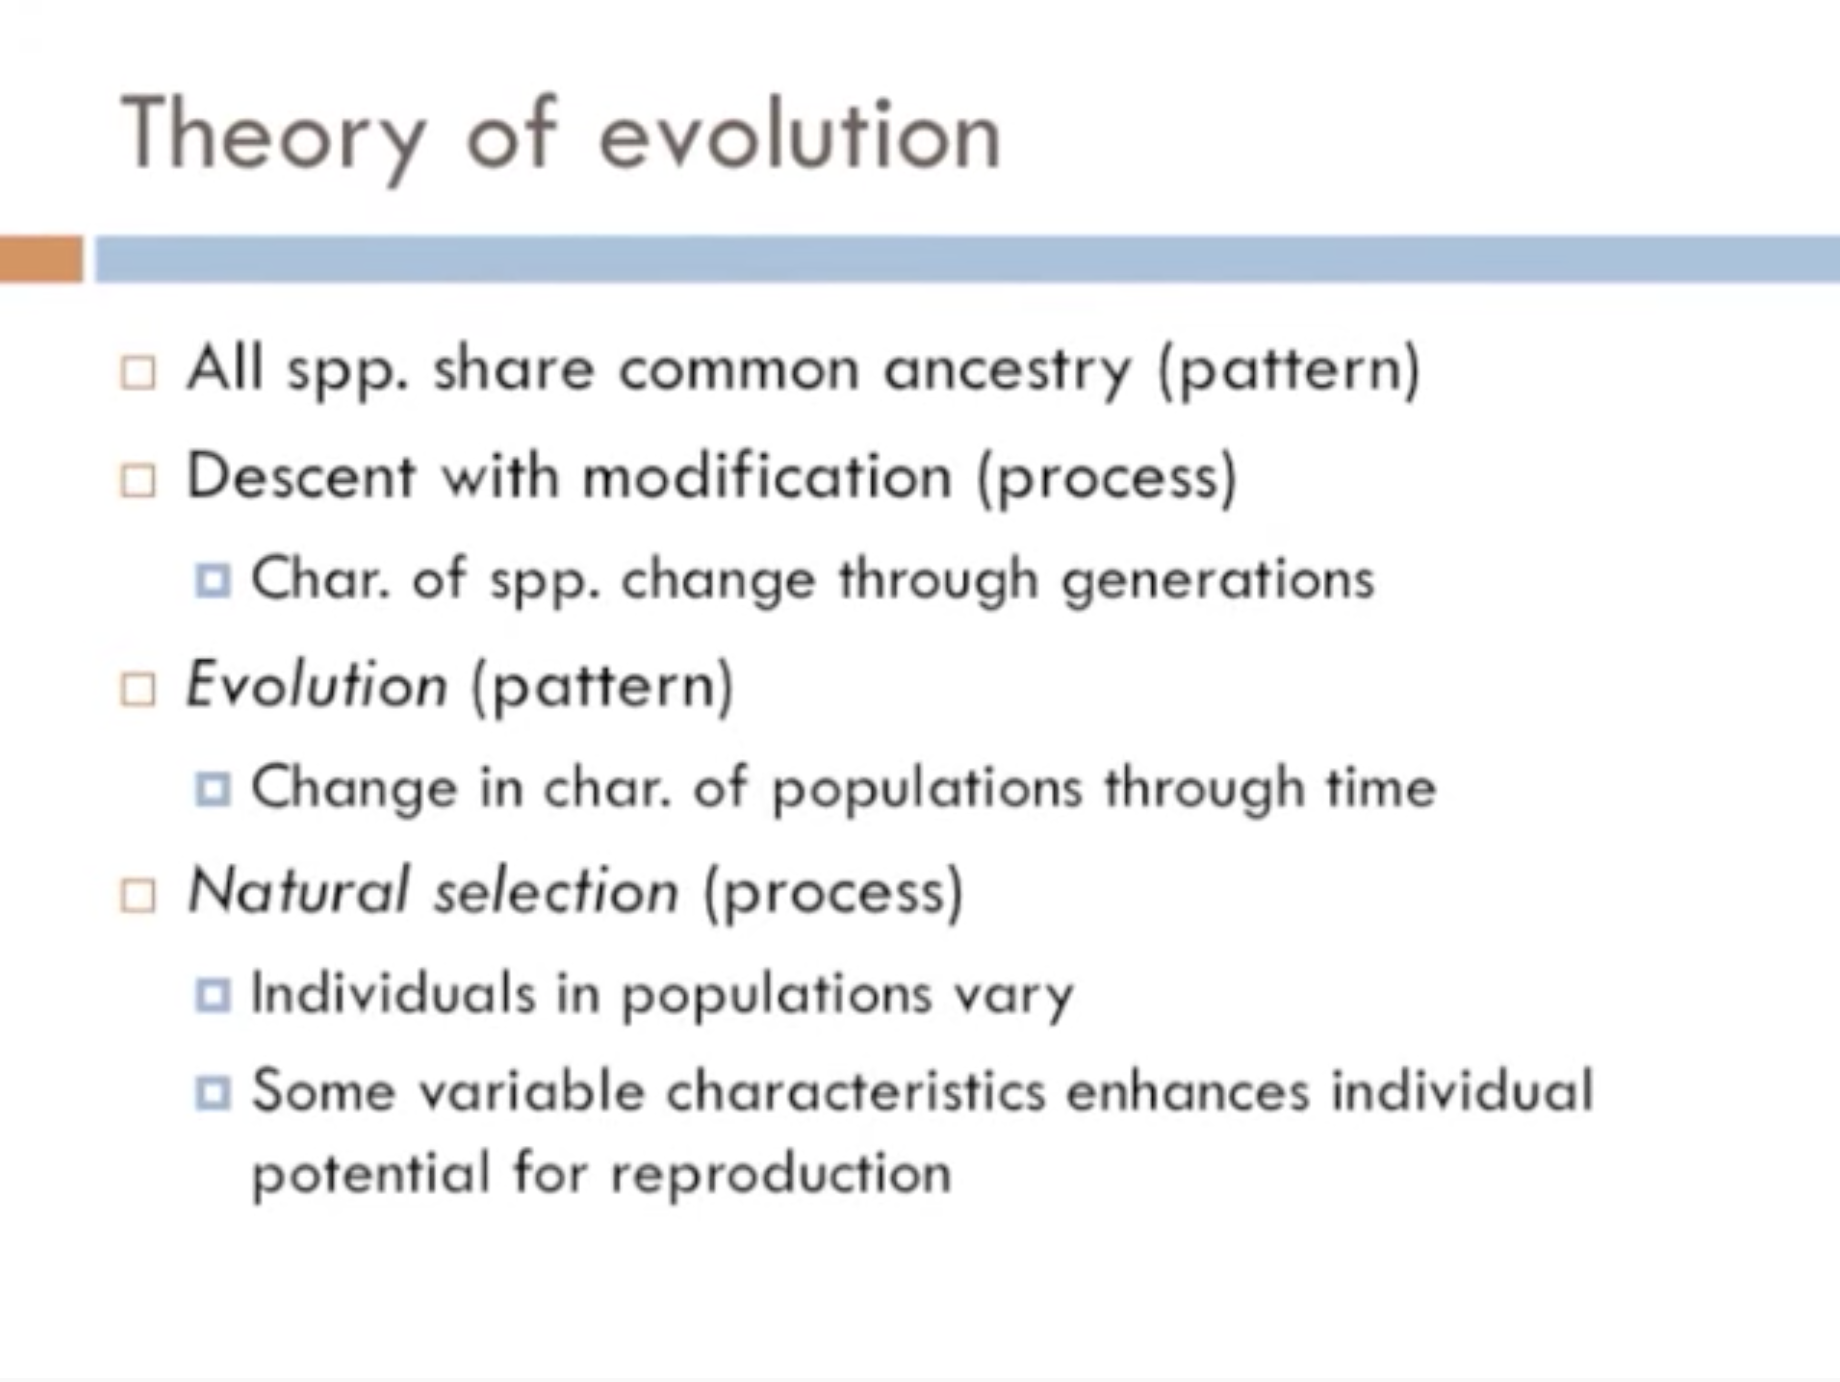 Theory of evolution
All spp. share common ancestry (pattern)
Descent with modification (process)
Char. of spp. change through generations
Evolution (pattern)
Change in char. of populations through time
Natural selection (process)
Individuals in populations vary
Some variable characteristics enhances individual
potential for reproduction